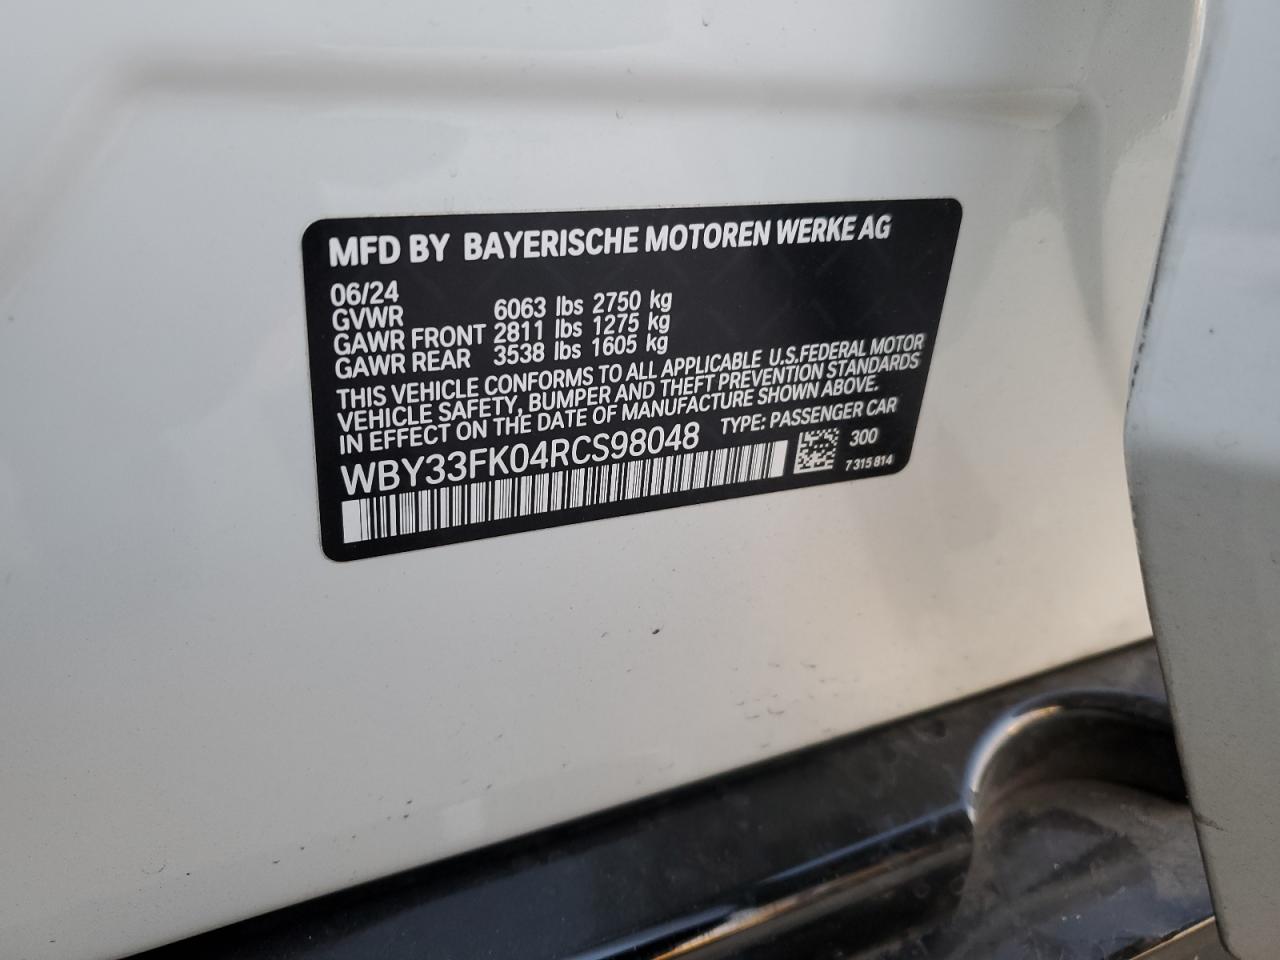 MFD BY BAYERISCHE MOTOREN WERKE AG
06/24
GVWR 6063 lbs 2750 kg
GAWR FRONT 2811 lbs 1275 kg
GAWR REAR 3538 lbs 1605 kg
THIS VEHICLE CONFORMS TO ALL APPLICABLE U.S.FEDERAL MOTOR
VEHICLE SAFETY, BUMPER AND THEFT PREVENTION STANDARDS
IN EFFECT ON THE DATE OF MANUFACTURE SHOWN ABOVE.
WBY33FK04RCS98048 TYPE: PASSENGER CAR
300
7 315 814